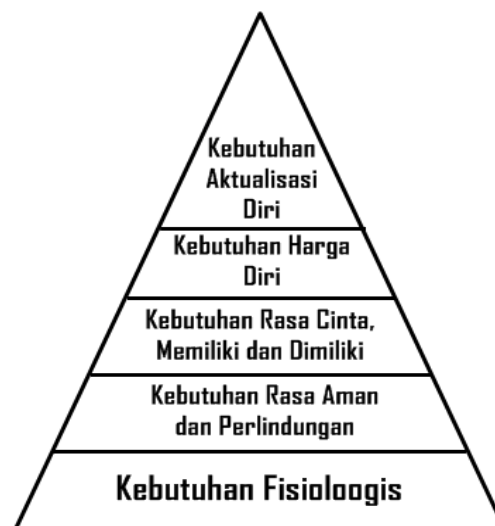 Kebutuhan
Aktualisasi
Diri
Kebutuhan Harga
Diri
Kebutuhan Rasa Cinta,
Memiliki dan Dimiliki
Kebutuhan Rasa Aman
dan Perlindungan
Kebutuhan Fisioloogis